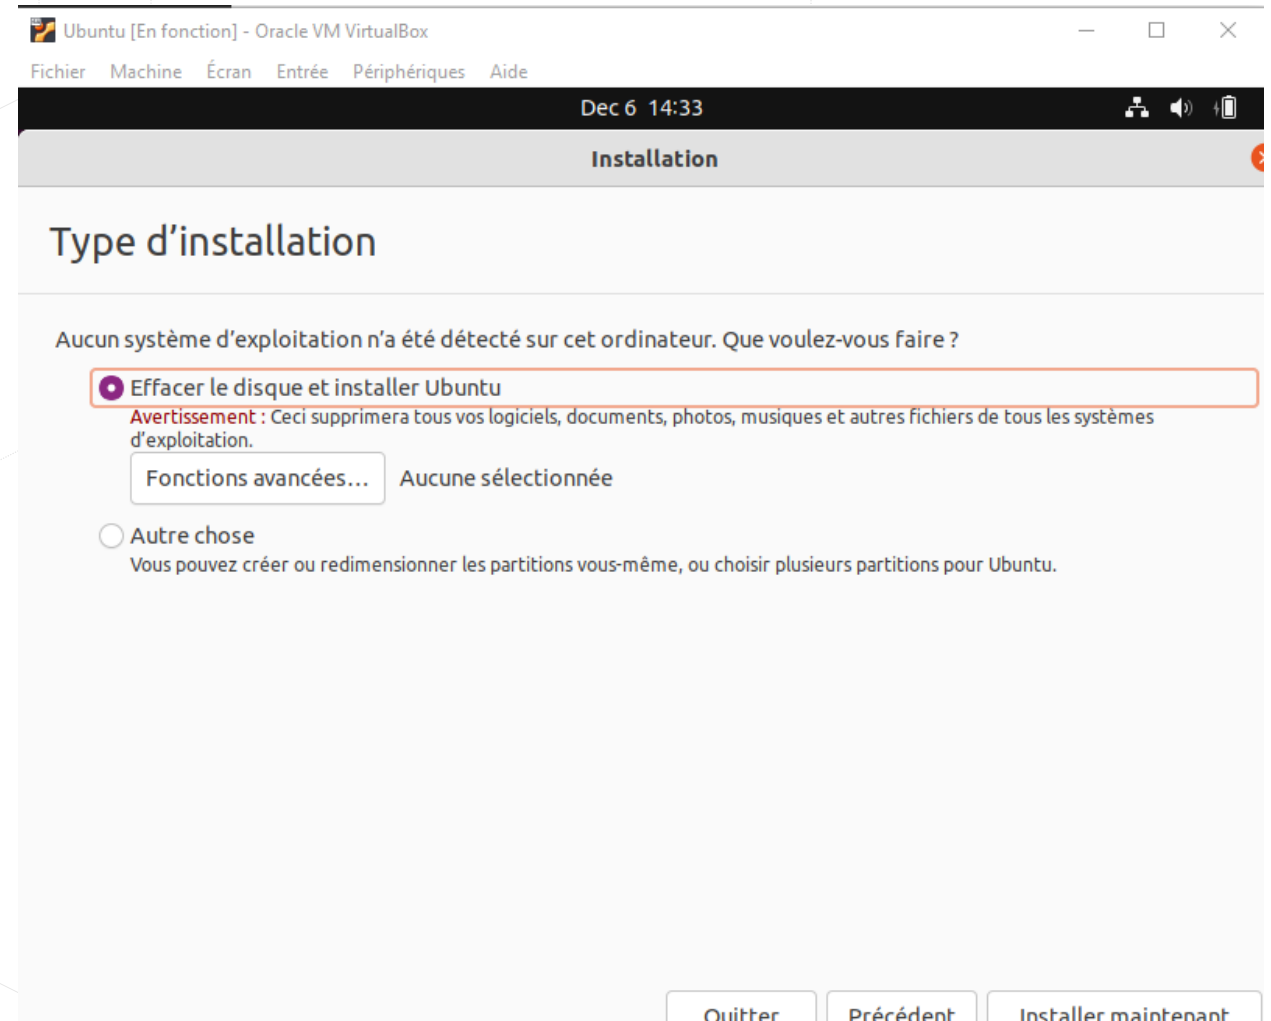 Ubuntu [En fonction] - Oracle VM VirtualBox
Fichier Machine Écran Entrée Périphériques Aide
Dec 6 14:33
Installation
Type d’installation
Aucun système d’exploitation n’a été détecté sur cet ordinateur. Que voulez-vous faire ?
Effacer le disque et installer Ubuntu
Avertissement : Ceci supprimera tous vos logiciels, documents, photos, musiques et autres fichiers de tous les systèmes
d’exploitation.
Fonctions avancées… Aucune sélectionnée
Autre chose
Vous pouvez créer ou redimensionner les partitions vous-même, ou choisir plusieurs partitions pour Ubuntu.
Quitter Précédent Installer maintenant